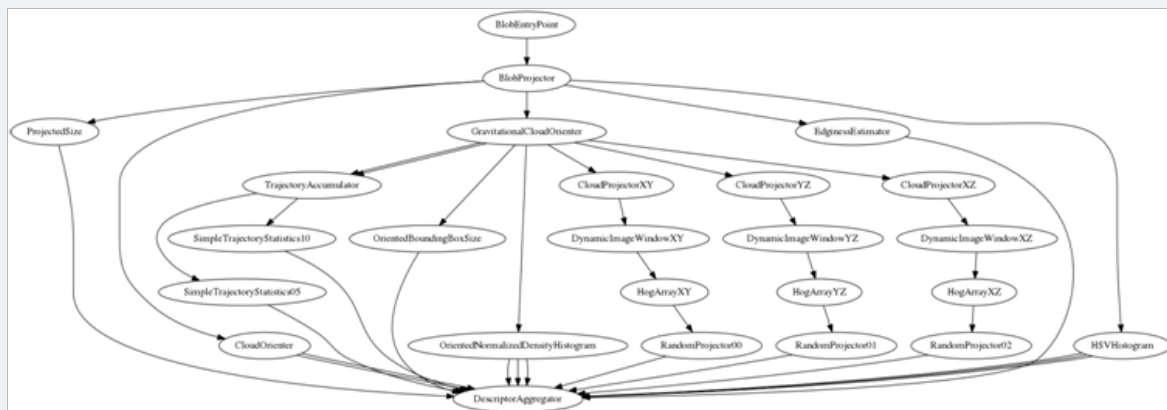 BlobEntryPoint
BlobProjector
ProjectedSize
GravitationalCloudOrienter
EdginessEstimator
TrajectoryAccumulator
CloudProjectorXY
CloudProjectorYZ
CloudProjectorXZ
SimpleTrajectoryStatistics10
OrientedBoundingBoxSize
DynamicImageWindowXY
DynamicImageWindowYZ
DynamicImageWindowXZ
SimpleTrajectoryStatistics05
HogArrayXY
HogArrayYZ
HogArrayXZ
CloudOrienter
OrientedNormalizedDensityHistogram
RandomProjector00
RandomProjector01
RandomProjector02
HSVHistogram
DescriptorAggregator